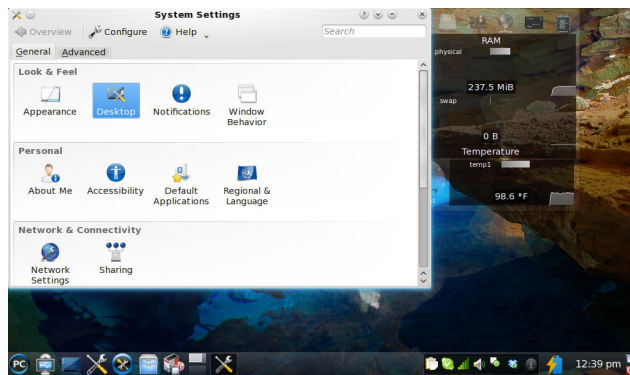 System Settings
Overview Configure Help
Search
General Advanced
Look & Feel
Appearance Desktop Notifications Window Behavior
Personal
About Me Accessibility Default Applications Regional & Language
Network & Connectivity
Network Settings Sharing
RAM
physical
237.5 MiB
swap
0 B
Temperature
temp1
98.6 °F
PC
12:39 pm